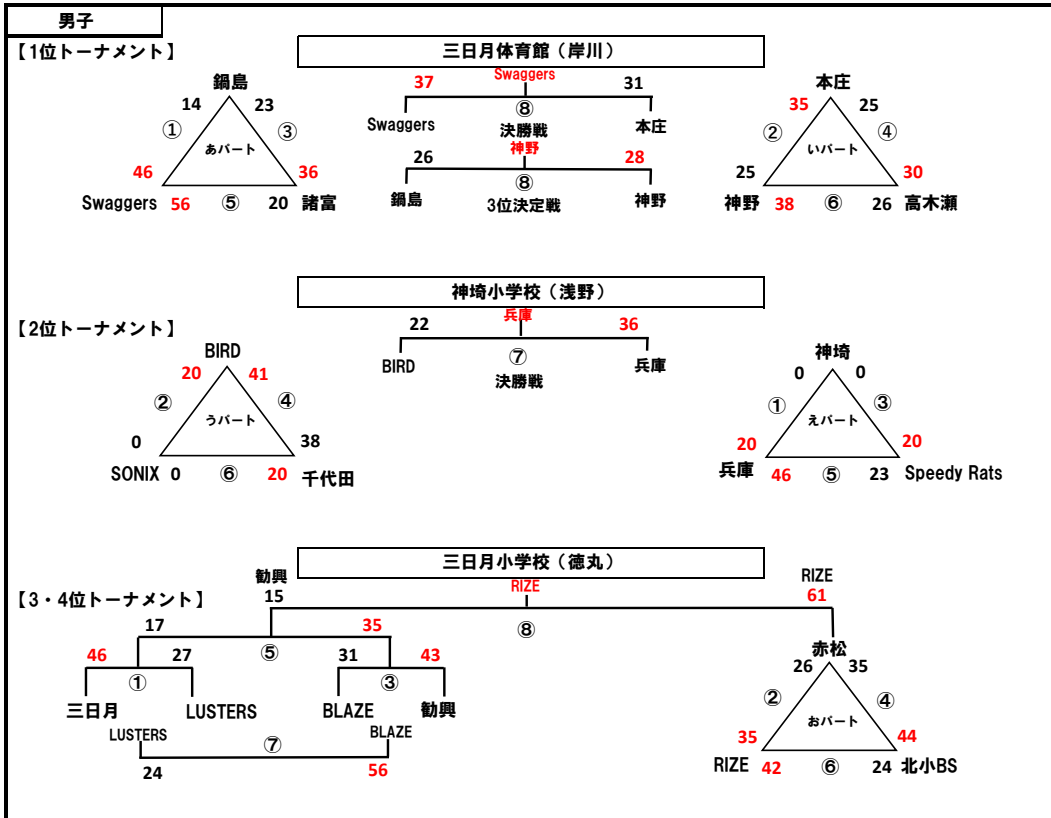 男子
【1位トーナメント】
三日月体育館（岸川）
鍋島
14 23
① ③
あパート
46 36
Swaggers 56 ⑤ 20 諸富
37 Swaggers 31
Swaggers ⑧ 本庄
決勝戦
26 神野 28
鍋島 ⑧ 神野
3位決定戦
本庄
35 25
② ④
いパート
25 30
神野 38 ⑥ 26 高木瀬
神埼小学校（浅野）
【2位トーナメント】
22 兵庫 36
BIRD ⑦ 兵庫
決勝戦
BIRD
20 41
② ④
うパート
0 38
SONIX 0 ⑥ 20 千代田
神埼
0 0
① ③
えパート
20 20
兵庫 46 ⑤ 23 Speedy Rats
三日月小学校（徳丸）
【3・4位トーナメント】
勧興 RIZE RIZE
15 61
⑧
17 35
⑤
46 27 31 43
① ③
三日月 LUSTERS BLAZE 勧興
LUSTERS BLAZE
⑦
24 56
赤松
26 35
② ④
おパート
35 44
RIZE 42 ⑥ 24 北小BS